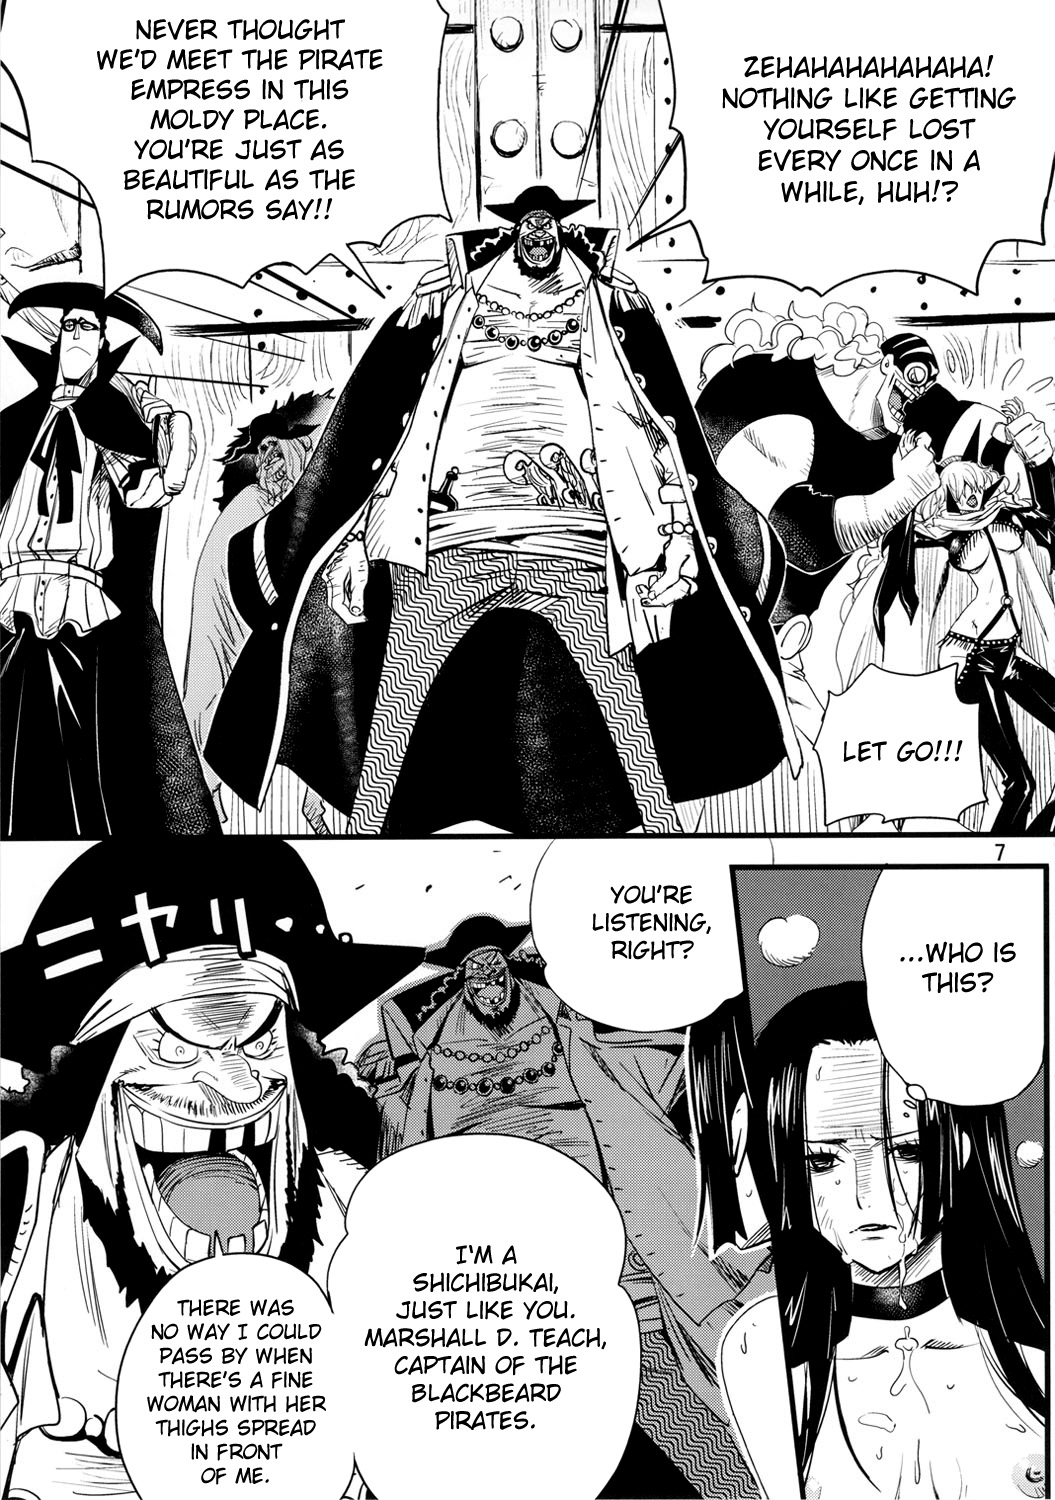 ZEHAHAHAHAHAHA!
NOTHING LIKE GETTING
YOURSELF LOST
EVERY ONCE IN A
WHILE, HUH!?
NEVER THOUGHT
WE'D MEET THE PIRATE
EMPRESS IN THIS
MOLDY PLACE.
YOU'RE JUST AS
BEAUTIFUL AS THE
RUMORS SAY!!
LET GO!!!
7
...WHO IS
THIS?
YOU'RE
LISTENING,
RIGHT?
I'M A
SHICHIBUKAI,
JUST LIKE YOU.
MARSHALL D. TEACH,
CAPTAIN OF THE
BLACKBEARD
PIRATES.
ニヤリ・・
THERE WAS
NO WAY I COULD
PASS BY WHEN
THERE'S A FINE
WOMAN WITH HER
THIGHS SPREAD
IN FRONT
OF ME.